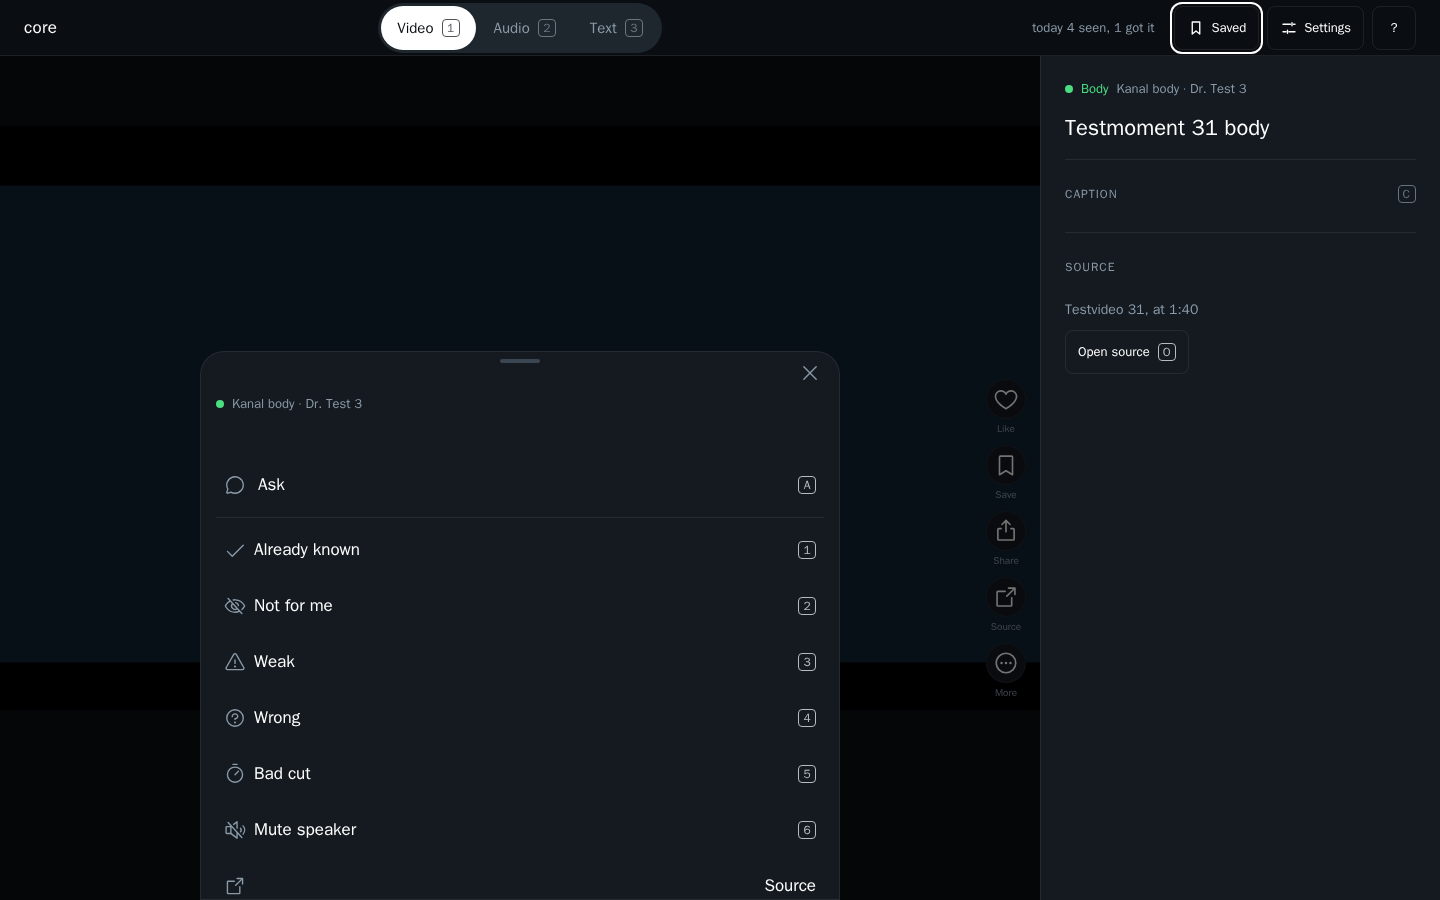 core
Video 1
Audio 2
Text 3
today 4 seen, 1 got it
Saved
Settings
?
Body Kanal body · Dr. Test 3
Testmoment 31 body
CAPTION C
SOURCE
Testvideo 31, at 1:40
Open source O
Kanal body · Dr. Test 3
Ask A
Already known 1
Not for me 2
Weak 3
Wrong 4
Bad cut 5
Mute speaker 6
Source
Like
Save
Share
Source
More